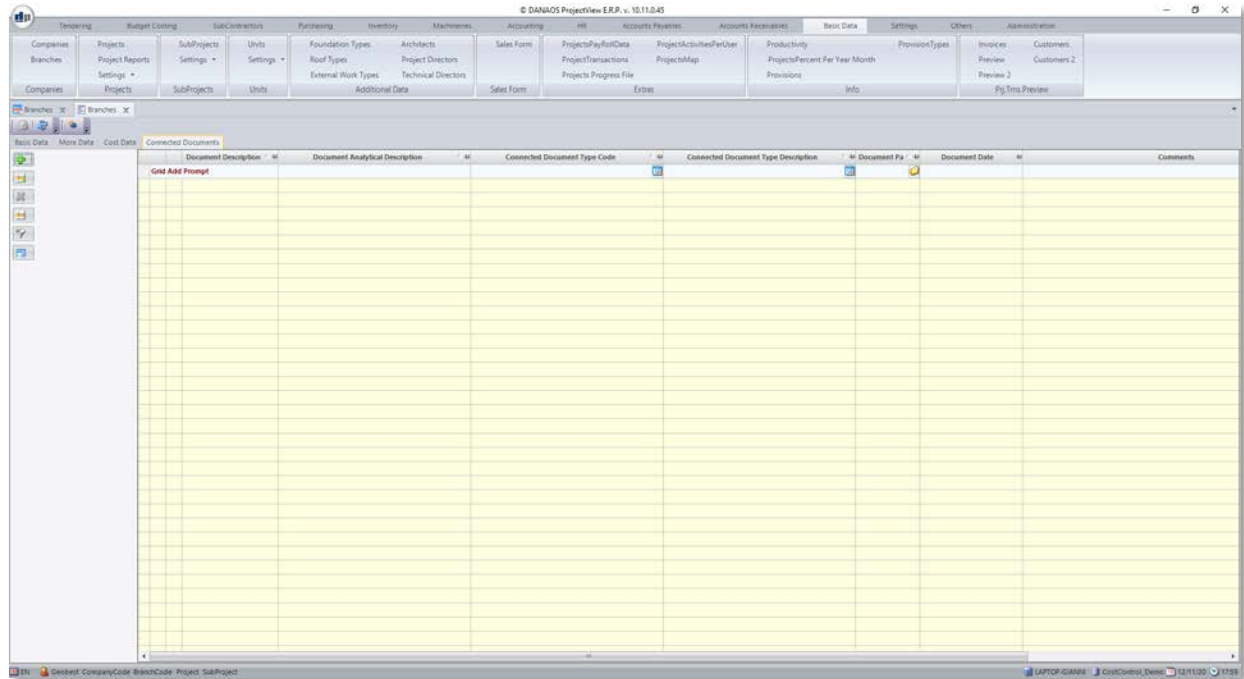 © DANAOS ProjectView E.R.P. v. 10.11.0.45
Tendering Budget Costing SubContractors Purchasing Inventory Machineries Accounting HR Accounts Payables Accounts Receivables Basic Data Settings Others Administration
Companies Projects SubProjects Units Foundation Types Architects Sales Form ProjectsPayRollData ProjectActivitiesPerUser Productivity ProvisionTypes Invoices Customers
Branches Project Reports Settings Settings Roof Types Project Directors ProjectTransactions ProjectsMap ProjectsPercent Per Year Month Preview Customers 2
Settings External Work Types Technical Directors Projects Progress File Provisions Preview 2
Companies Projects SubProjects Units Additional Data Sales Form Extras Info Prj.Trns.Preview
Branches X Branches X
Basic Data More Data Cost Data Connected Documents
Document Description Document Analytical Description Connected Document Type Code Connected Document Type Description Document Pa Document Date Comments
Grid Add Prompt
EN Geobest CompanyCode BranchCode Project SubProject LAPTOP-GIANNI CostControl_Demo 12/11/20 17:59